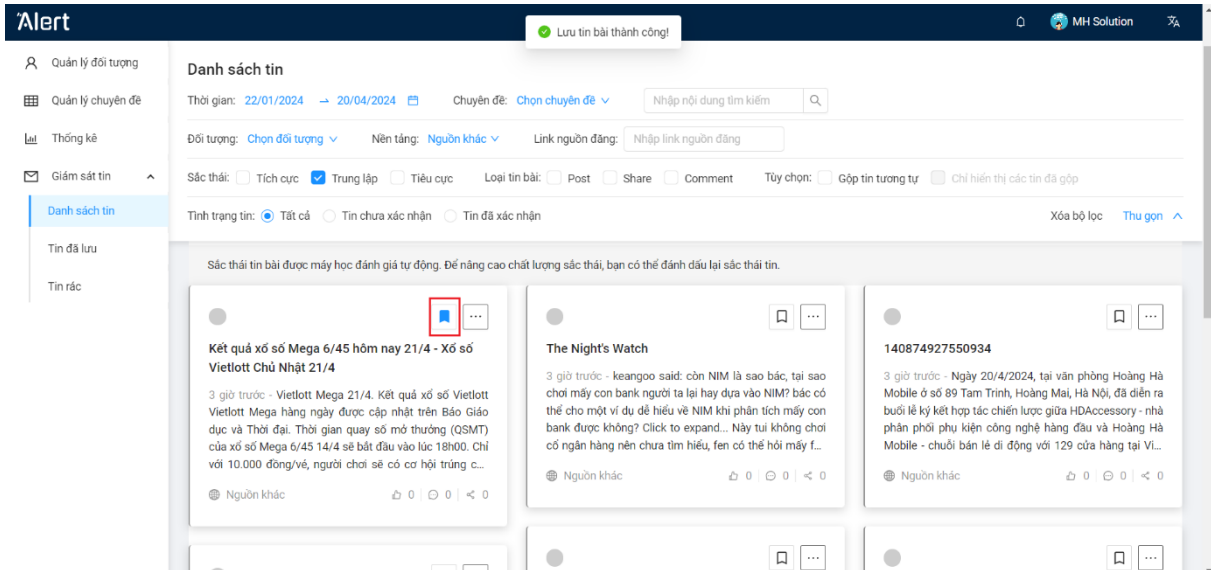 Alert
Lưu tin bài thành công!
MH Solution
Quản lý đối tượng
Quản lý chuyên đề
Thống kê
Giám sát tin
Danh sách tin
Tin đã lưu
Tin rác
Danh sách tin
Thời gian: 22/01/2024 → 20/04/2024 Chuyên đề: Chọn chuyên đề Nhập nội dung tìm kiếm
Đối tượng: Chọn đối tượng Nền tảng: Nguồn khác Link nguồn đăng: Nhập link nguồn đăng
Sắc thái: Tích cực Trung lập Tiêu cực Loại tin bài: Post Share Comment Tùy chọn: Gộp tin tương tự Chỉ hiển thị các tin đã gộp
Tình trạng tin: Tất cả Tin chưa xác nhận Tin đã xác nhận Xóa bộ lọc Thu gọn
Sắc thái tin bài được máy học đánh giá tự động. Để nâng cao chất lượng sắc thái, bạn có thể đánh dấu lại sắc thái tin.
Kết quả xổ số Mega 6/45 hôm nay 21/4 - Xổ số
Vietlott Chủ Nhật 21/4
3 giờ trước - Vietlott Mega 21/4. Kết quả xổ số Vietlott
Vietlott Mega hàng ngày được cập nhật trên Báo Giáo
dục và Thời đại. Thời gian quay số mở thưởng (QSMT)
của xổ số Mega 6/45 14/4 sẽ bắt đầu vào lúc 18h00. Chỉ
với 10.000 đồng/vé, người chơi sẽ có cơ hội trúng c...
Nguồn khác 0 0 0
The Night's Watch
3 giờ trước - keangoo said: còn NIM là sao bác, tại sao
chơi mấy con bank người ta lại hay dựa vào NIM? bác có
thể cho một ví dụ dễ hiểu về NIM khi phân tích mấy con
bank được không? Click to expand... Này tui không chơi
cổ ngân hàng nên chưa tìm hiểu, fen có thể hỏi mấy f...
Nguồn khác 0 0 0
140874927550934
3 giờ trước - Ngày 20/4/2024, tại văn phòng Hoàng Hà
Mobile ở số 89 Tam Trinh, Hoàng Mai, Hà Nội, đã diễn ra
buổi lễ ký kết hợp tác chiến lược giữa HDAccessory - nhà
phân phối phụ kiện công nghệ hàng đầu và Hoàng Hà
Mobile - chuỗi bán lẻ di động với 129 cửa hàng tại Vi...
Nguồn khác 0 0 0